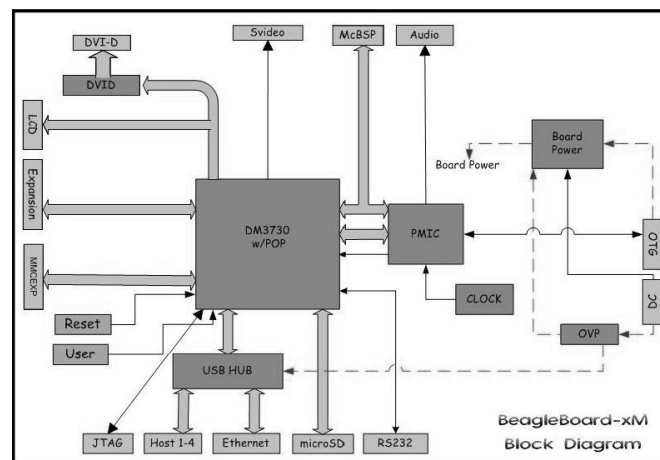 Svideo
McBSP
Audio
DVI-D
DVID
LCD
Board
Power
Board Power
Expansion
DM3730
w/POP
PMIC
OTG
MMCEXP
CLOCK
DC
Reset
User
OVP
USB HUB
JTAG
Host 1-4
Ethernet
microSD
RS232
BeagleBoard-xM
Block Diagram